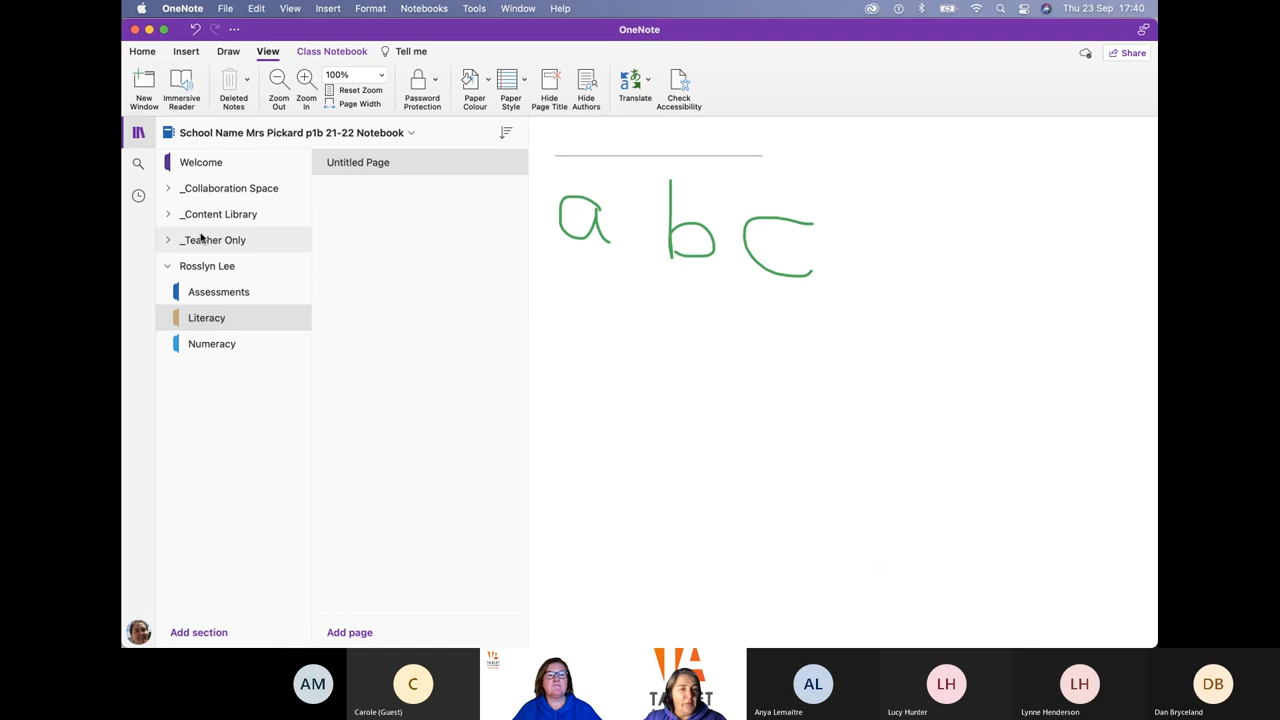 OneNote File Edit View Insert Format Notebooks Tools Window Help Thu 23 Sep 17:40
OneNote
Home Insert Draw View Class Notebook Tell me Share
New Window
Immersive Reader
Deleted Notes
Zoom Out
Zoom In
100%
Reset Zoom
Page Width
Password Protection
Paper Colour
Paper Style
Hide Page Title
Hide Authors
Translate
Check Accessibility
School Name Mrs Pickard p1b 21-22 Notebook
Welcome
_Collaboration Space
_Content Library
_Teacher Only
Rosslyn Lee
Assessments
Literacy
Numeracy
Untitled Page
a b c
Add section
Add page
AM
C
Carole (Guest)
TABLET
AL
Anya Lemaitre
LH
Lucy Hunter
LH
Lynne Henderson
DB
Dan Bryceland